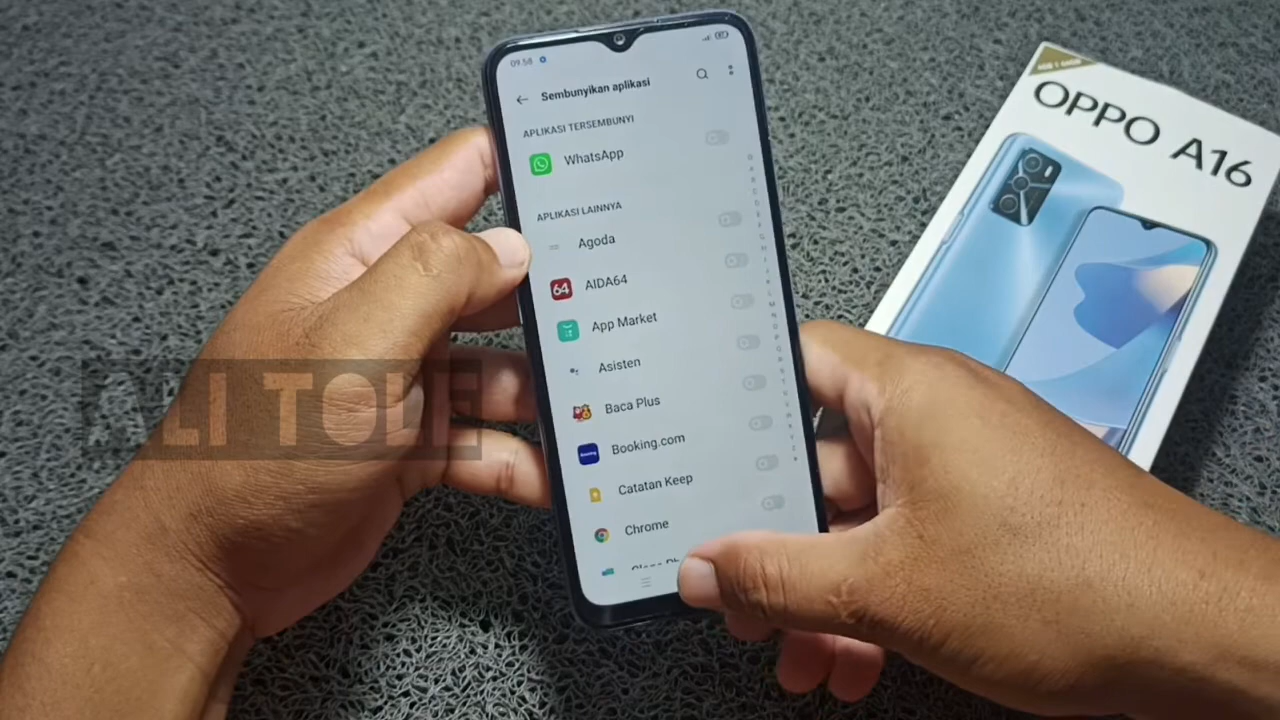 09.58
Sembunyikan aplikasi
APLIKASI TERSEMBUNYI
WhatsApp
APLIKASI LAINNYA
Agoda
64 AIDA64
App Market
Asisten
Baca Plus
Booking.com
Catatan Keep
Chrome
OPPO A16
ALI TOLE